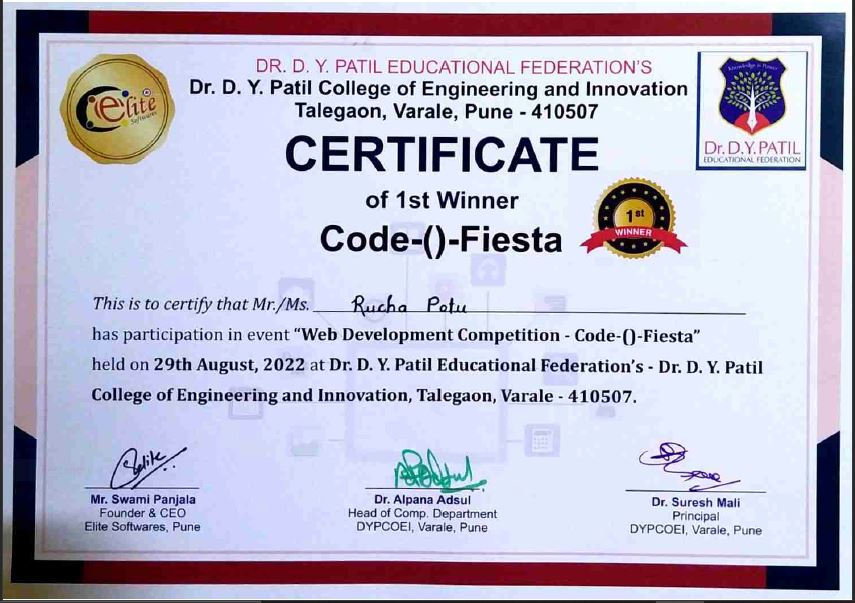 DR. D. Y. PATIL EDUCATIONAL FEDERATION'S
Dr. D. Y. Patil College of Engineering and Innovation
Talegaon, Varale, Pune - 410507
elite
Softwares
Knowledge is Power
Dr. D.Y. PATIL
EDUCATIONAL FEDERATION
CERTIFICATE
of 1st Winner
Code-()-Fiesta
1st
WINNER
This is to certify that Mr./Ms. Rucha Potu
has participation in event “Web Development Competition - Code-()-Fiesta”
held on 29th August, 2022 at Dr. D. Y. Patil Educational Federation's - Dr. D. Y. Patil
College of Engineering and Innovation, Talegaon, Varale - 410507.
Mr. Swami Panjala
Founder & CEO
Elite Softwares, Pune
Dr. Alpana Adsul
Head of Comp. Department
DYPCOEI, Varale, Pune
Dr. Suresh Mali
Principal
DYPCOEI, Varale, Pune